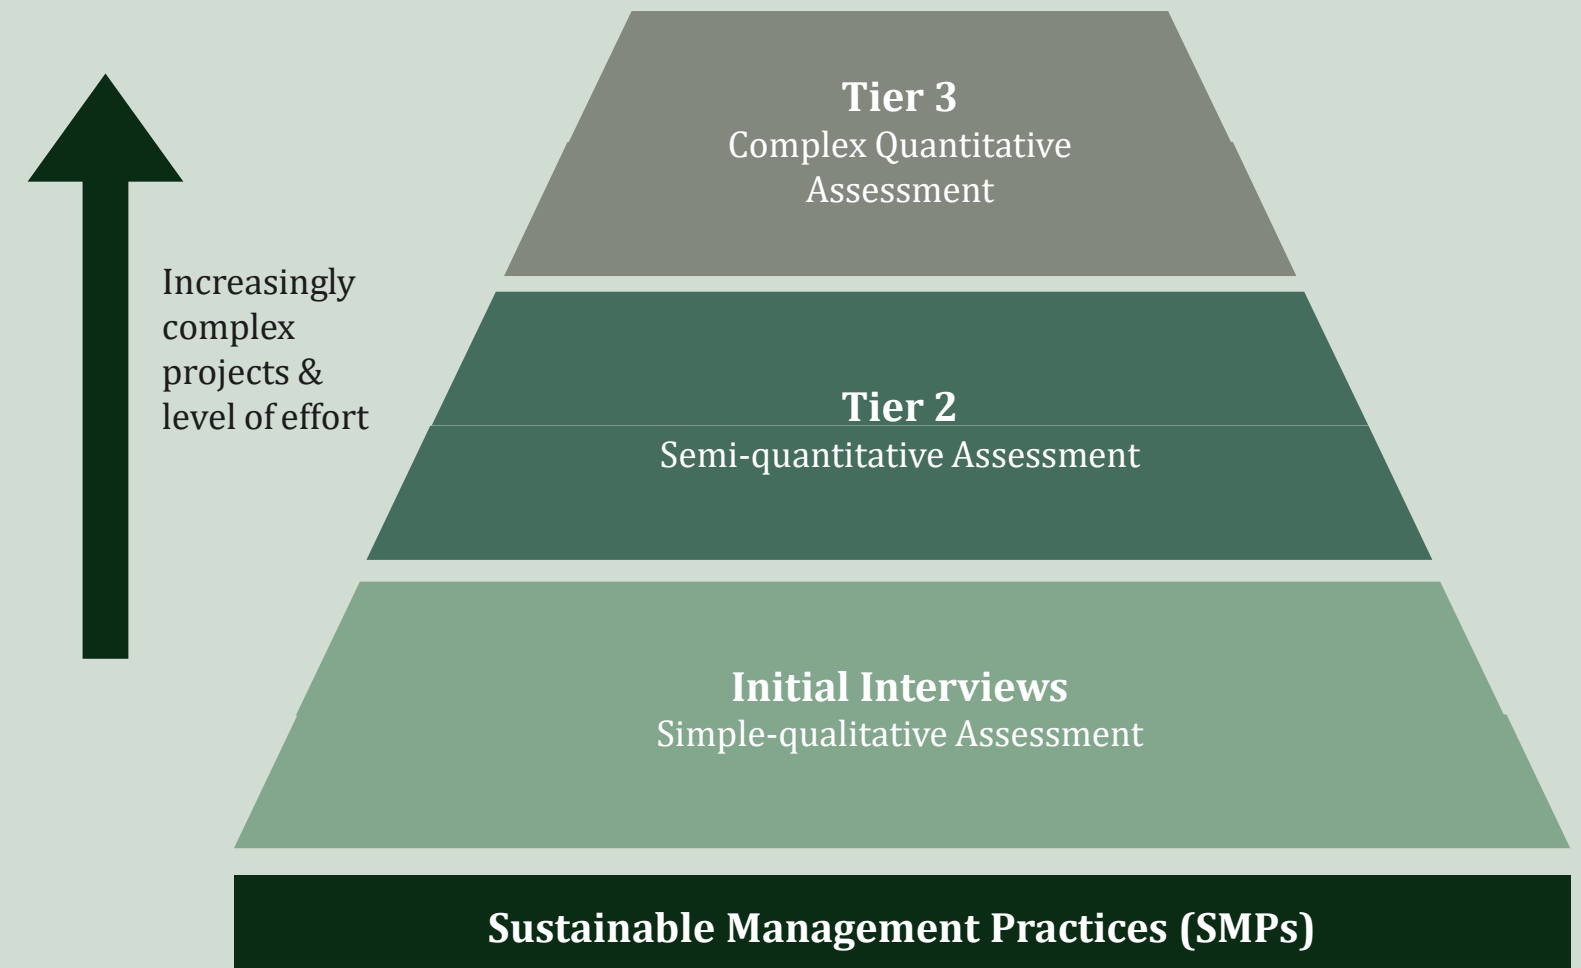 Tier 3
Complex Quantitative
Assessment
Increasingly
complex
projects &
level of effort
Tier 2
Semi-quantitative Assessment
Initial Interviews
Simple-qualitative Assessment
Sustainable Management Practices (SMPs)